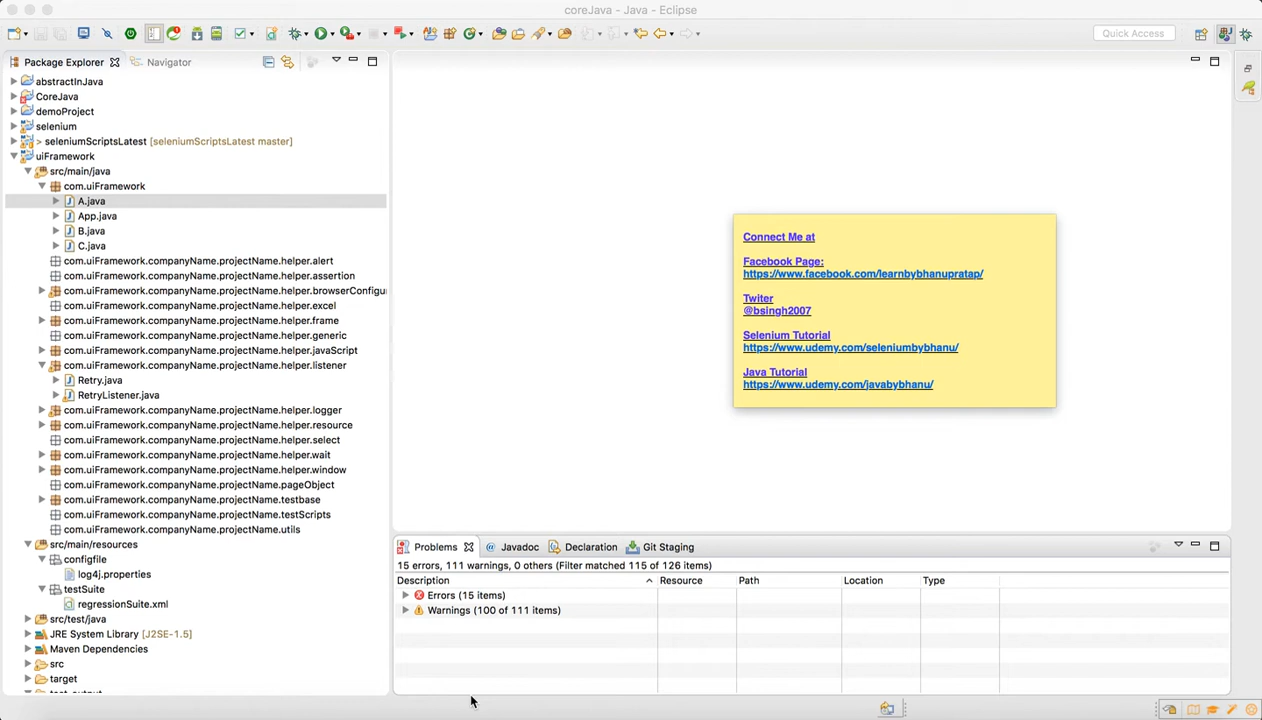 coreJava - Java - Eclipse
Quick Access
Package Explorer
Navigator
abstractInJava
CoreJava
demoProject
selenium
> seleniumScriptsLatest [seleniumScriptsLatest master]
uiFramework
src/main/java
com.uiFramework
A.java
App.java
B.java
C.java
com.uiFramework.companyName.projectName.helper.alert
com.uiFramework.companyName.projectName.helper.assertion
com.uiFramework.companyName.projectName.helper.browserConfigu
com.uiFramework.companyName.projectName.helper.excel
com.uiFramework.companyName.projectName.helper.frame
com.uiFramework.companyName.projectName.helper.generic
com.uiFramework.companyName.projectName.helper.javaScript
com.uiFramework.companyName.projectName.helper.listener
Retry.java
RetryListener.java
com.uiFramework.companyName.projectName.helper.logger
com.uiFramework.companyName.projectName.helper.resource
com.uiFramework.companyName.projectName.helper.select
com.uiFramework.companyName.projectName.helper.wait
com.uiFramework.companyName.projectName.helper.window
com.uiFramework.companyName.projectName.pageObject
com.uiFramework.companyName.projectName.testbase
com.uiFramework.companyName.projectName.testScripts
com.uiFramework.companyName.projectName.utils
src/main/resources
configfile
log4j.properties
testSuite
regressionSuite.xml
src/test/java
JRE System Library [J2SE-1.5]
Maven Dependencies
src
target
Connect Me at
Facebook Page:
https://www.facebook.com/learnbybhanupratap/
Twiter
@bsingh2007
Selenium Tutorial
https://www.udemy.com/seleniumbybhanu/
Java Tutorial
https://www.udemy.com/javabybhanu/
Problems
Javadoc
Declaration
Git Staging
15 errors, 111 warnings, 0 others (Filter matched 115 of 126 items)
Description Resource Path Location Type
Errors (15 items)
Warnings (100 of 111 items)